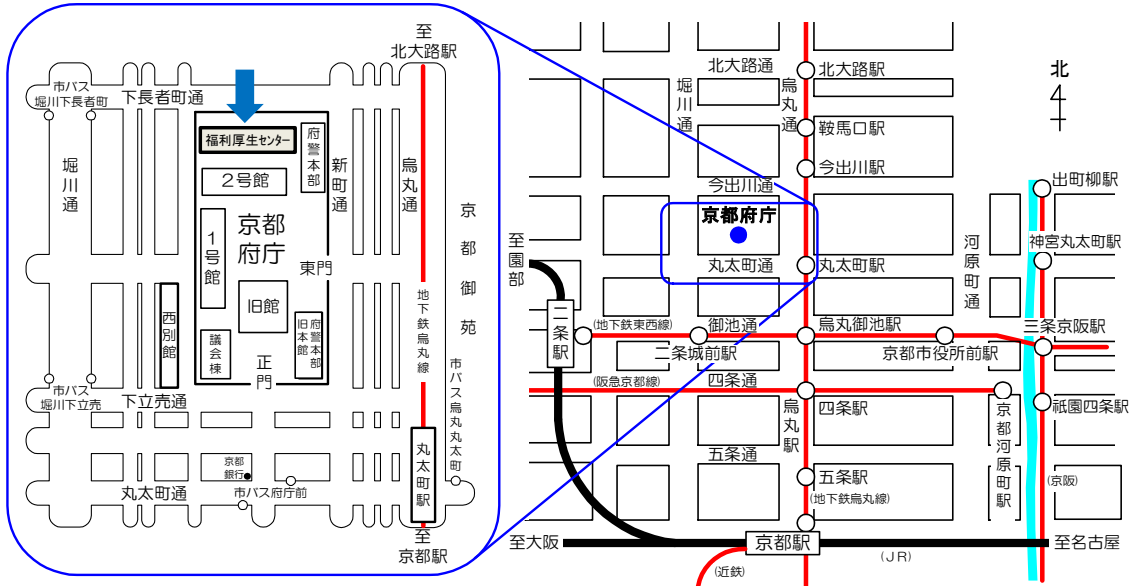 至
北大路駅
市バス
堀川下長者町
下長者町通
福利厚生センター
府警本部
2号館
堀川通
新町通
烏丸通
京都御苑
京都
府庁
1号館
東門
旧館
西別館
議会棟
正門
府警本部
旧本館
地下鉄烏丸線
市バス烏丸丸太町
市バス
堀川下立売
下立売通
丸太町駅
京都
銀行
丸太町通
市バス府庁前
至
京都駅
北大路通
北大路駅
堀川通
烏丸通
北
鞍馬口駅
今出川駅
今出川通
出町柳駅
京都府庁
神宮丸太町駅
至園部
丸太町通
丸太町駅
河原町通
二条駅
(地下鉄東西線)
御池通
烏丸御池駅
三条京阪駅
二条城前駅
京都市役所前駅
(阪急京都線)
四条通
烏丸駅
四条駅
京都河原町駅
祇園四条駅
五条通
五条駅
(京阪)
(地下鉄烏丸線)
至大阪
京都駅
至名古屋
(JR)
(近鉄)